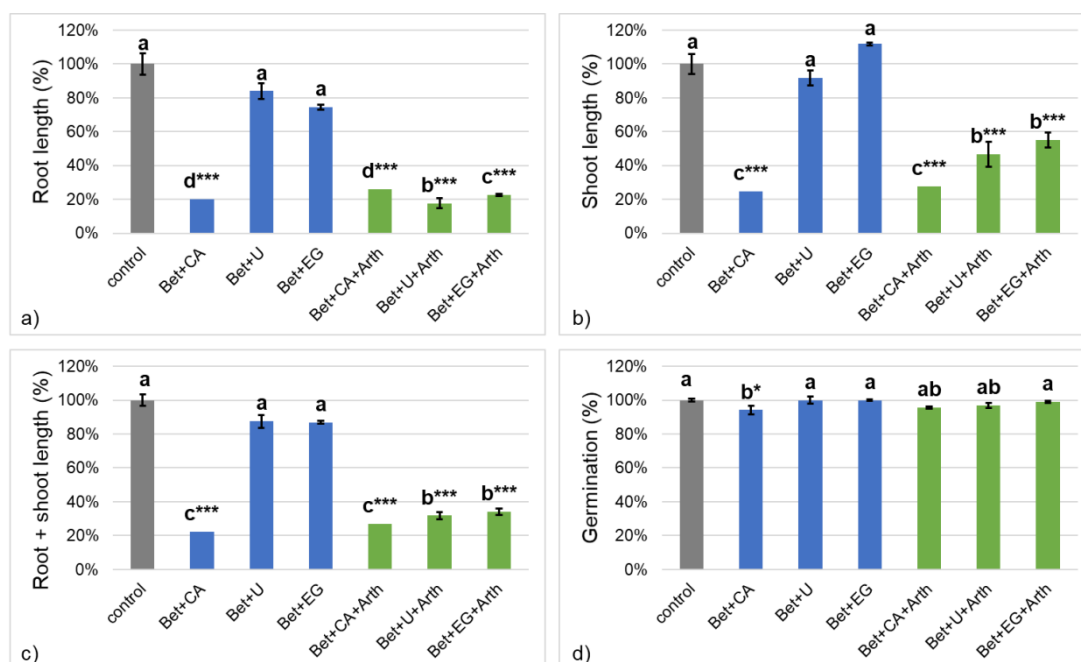 120%
100%
80%
60%
40%
20%
0%
Root length (%)
a
d***
a
a
d***
b***
c***
control
Bet+CA
Bet+U
Bet+EG
Bet+CA+Arth
Bet+U+Arth
Bet+EG+Arth
a)
120%
100%
80%
60%
40%
20%
0%
Shoot length (%)
a
c***
a
a
c***
b***
b***
control
Bet+CA
Bet+U
Bet+EG
Bet+CA+Arth
Bet+U+Arth
Bet+EG+Arth
b)
120%
100%
80%
60%
40%
20%
0%
Root + shoot length (%)
a
c***
a
a
c***
b***
b***
control
Bet+CA
Bet+U
Bet+EG
Bet+CA+Arth
Bet+U+Arth
Bet+EG+Arth
c)
120%
100%
80%
60%
40%
20%
0%
Germination (%)
a
b*
a
a
ab
ab
a
control
Bet+CA
Bet+U
Bet+EG
Bet+CA+Arth
Bet+U+Arth
Bet+EG+Arth
d)